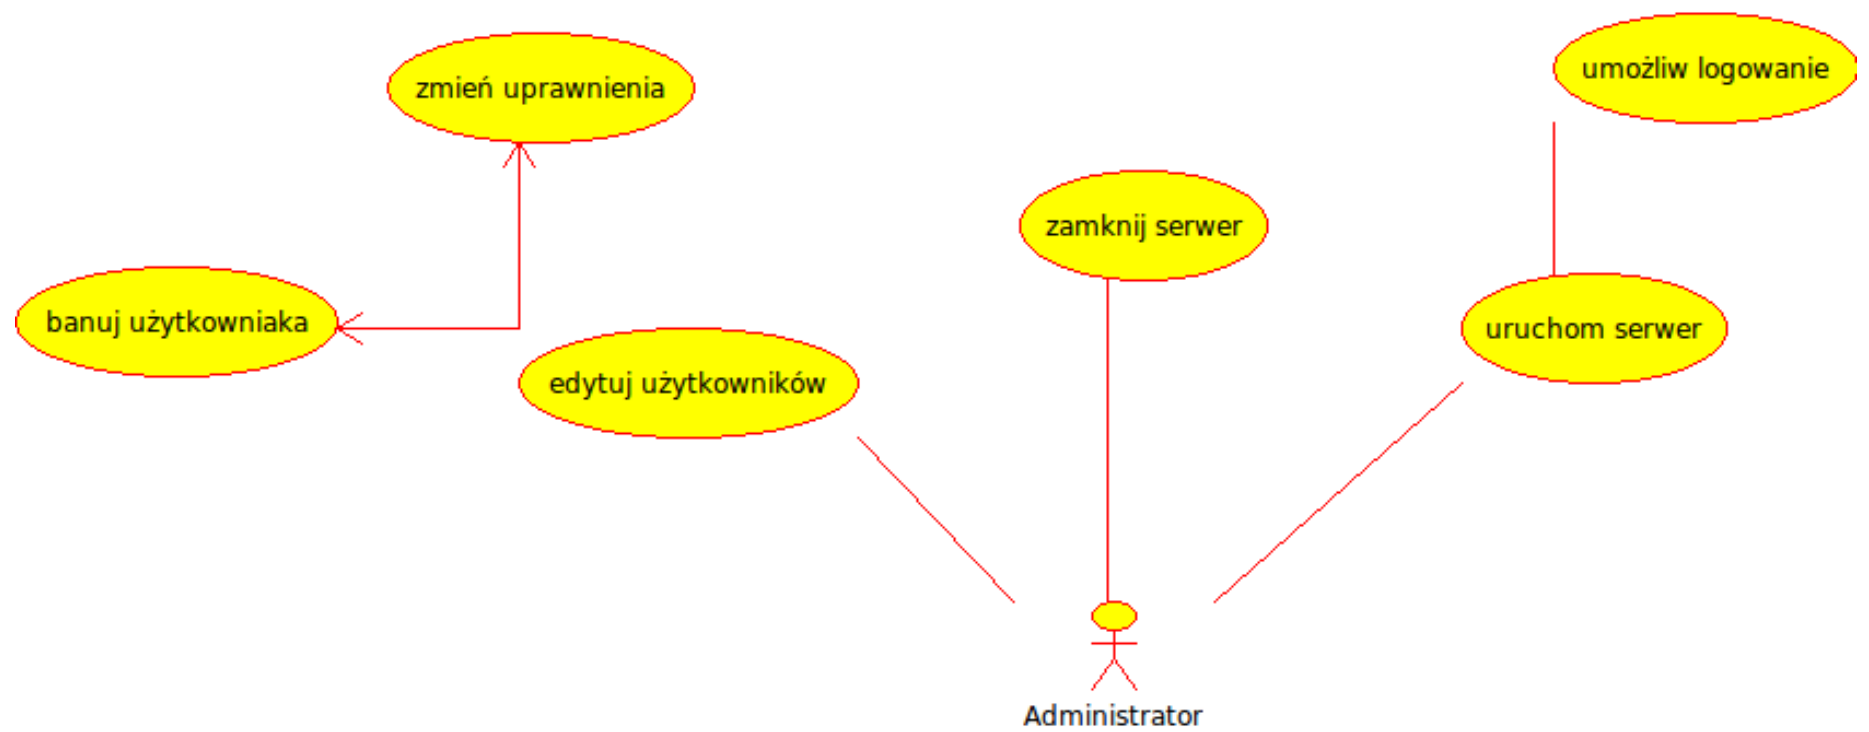 umożliw logowanie
zmień uprawnienia
zamknij serwer
banuj użytkowniaka
uruchom serwer
edytuj użytkowników
Administrator